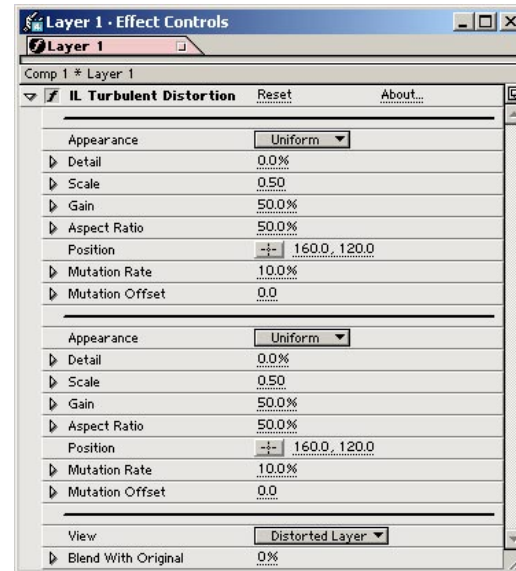 Layer 1 · Effect Controls
Layer 1
Comp 1 * Layer 1
IL Turbulent Distortion Reset About...
Appearance Uniform
Detail 0.0%
Scale 0.50
Gain 50.0%
Aspect Ratio 50.0%
Position 160.0, 120.0
Mutation Rate 10.0%
Mutation Offset 0.0
Appearance Uniform
Detail 0.0%
Scale 0.50
Gain 50.0%
Aspect Ratio 50.0%
Position 160.0, 120.0
Mutation Rate 10.0%
Mutation Offset 0.0
View Distorted Layer
Blend With Original 0%